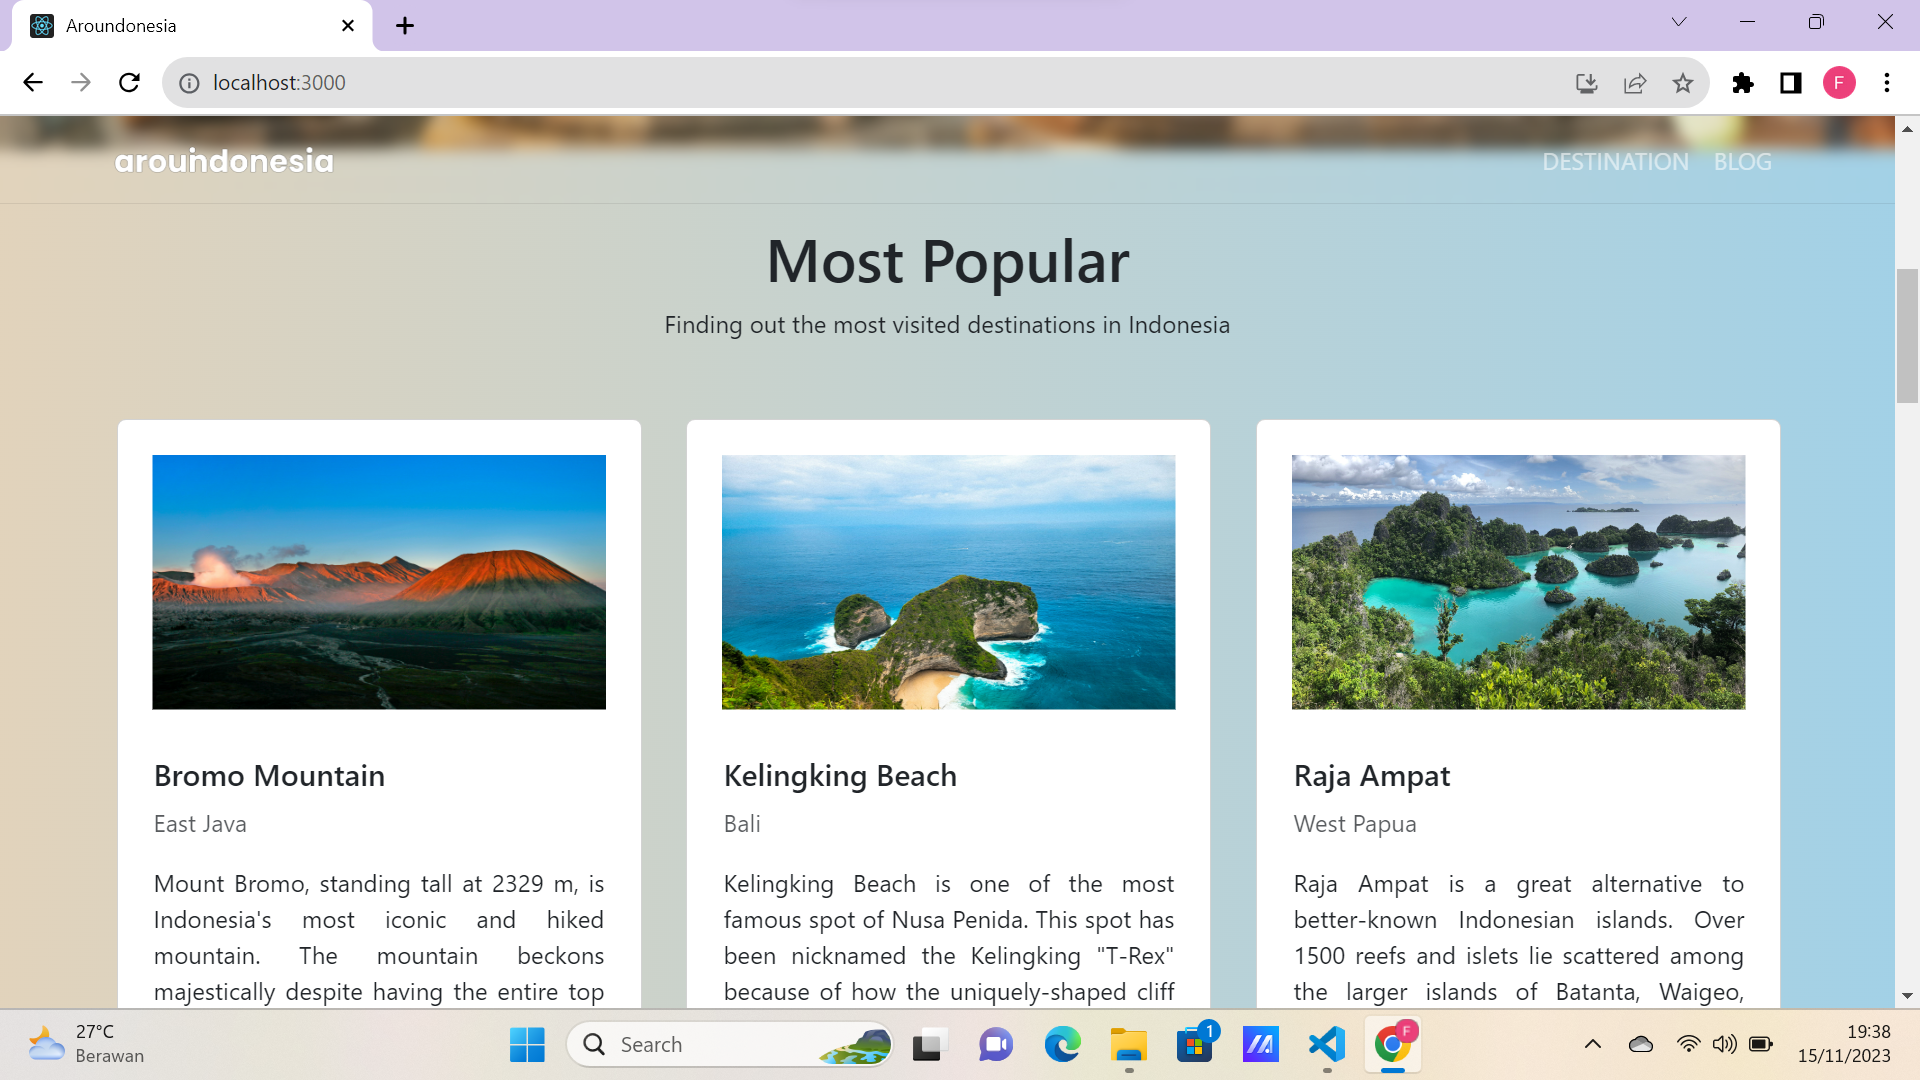 Aroundonesia
localhost:3000
F
aroundonesia
DESTINATION BLOG
Most Popular
Finding out the most visited destinations in Indonesia
Bromo Mountain
East Java
Mount Bromo, standing tall at 2329 m, is
Indonesia's most iconic and hiked
mountain. The mountain beckons
majestically despite having the entire top
Kelingking Beach
Bali
Kelingking Beach is one of the most
famous spot of Nusa Penida. This spot has
been nicknamed the Kelingking "T-Rex"
because of how the uniquely-shaped cliff
Raja Ampat
West Papua
Raja Ampat is a great alternative to
better-known Indonesian islands. Over
1500 reefs and islets lie scattered among
the larger islands of Batanta, Waigeo,
27°C
Berawan
Search
1
F
19:38
15/11/2023